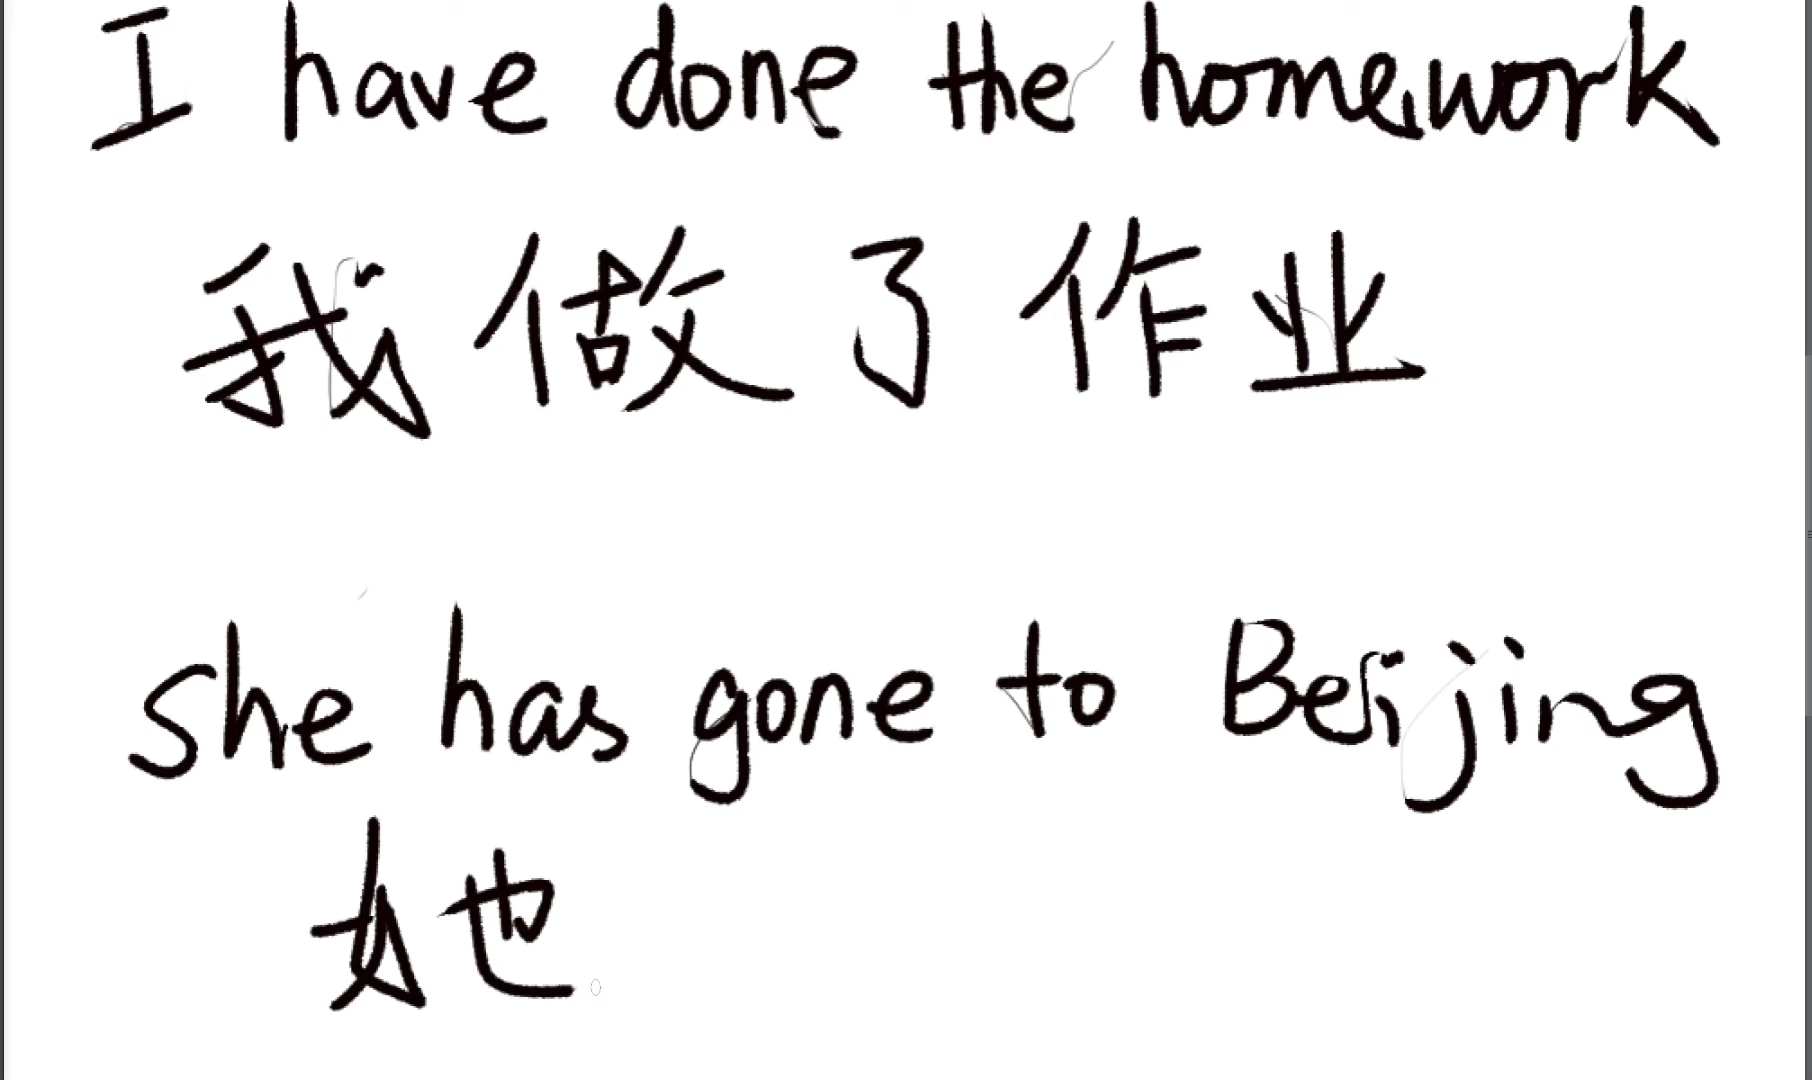 I have done the homework
我做了作业
She has gone to Beijing
她